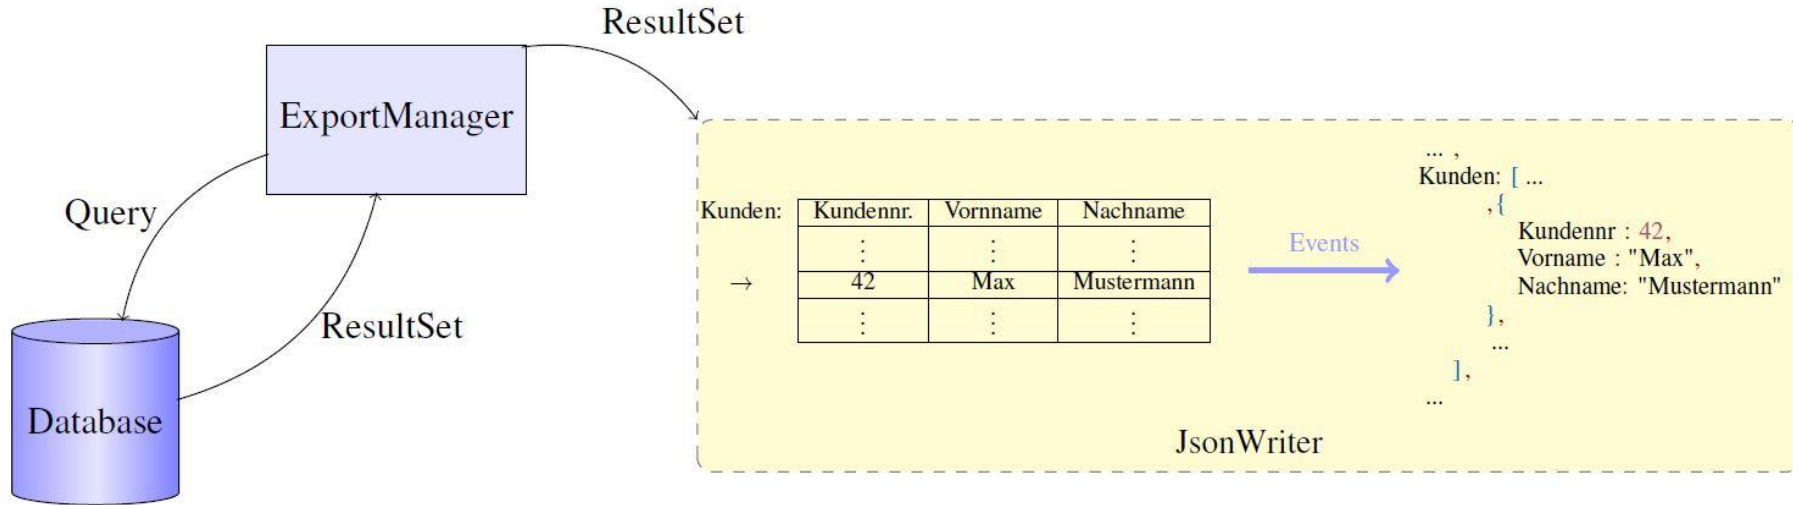 ResultSet
ExportManager
Query
ResultSet
Database
Kunden:
Kundennr. Vornname Nachname
⋮ ⋮ ⋮
→ 42 Max Mustermann
⋮ ⋮ ⋮
Events
... ,
Kunden: [ ...
,{
Kundennr : 42,
Vorname : "Max",
Nachname: "Mustermann"
},
...
],
...
JsonWriter